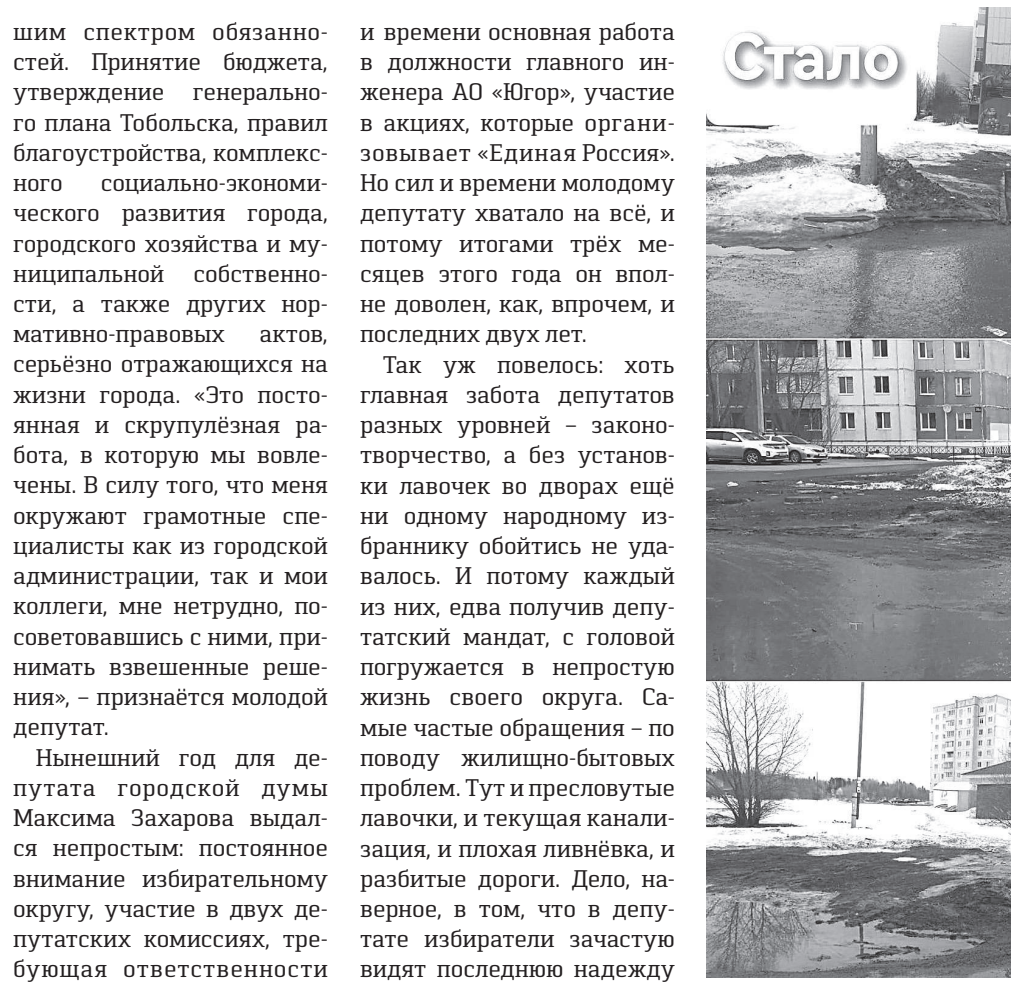 шим спектром обязанно-
стей. Принятие бюджета,
утверждение генерально-
го плана Тобольска, правил
благоустройства, комплекс-
ного социально-экономи-
ческого развития города,
городского хозяйства и му-
ниципальной собственно-
сти, а также других нор-
мативно-правовых актов,
серьёзно отражающихся на
жизни города. «Это посто-
янная и скрупулёзная ра-
бота, в которую мы вовле-
чены. В силу того, что меня
окружают грамотные спе-
циалисты как из городской
администрации, так и мои
коллеги, мне нетрудно, по-
советовавшись с ними, при-
нимать взвешенные реше-
ния», – признаётся молодой
депутат.
Нынешний год для де-
путата городской думы
Максима Захарова выдал-
ся непростым: постоянное
внимание избирательному
округу, участие в двух де-
путатских комиссиях, тре-
бующая ответственности
и времени основная работа
в должности главного ин-
женера АО «Югор», участие
в акциях, которые органи-
зовывает «Единая Россия».
Но сил и времени молодому
депутату хватало на всё, и
потому итогами трёх ме-
сяцев этого года он впол-
не доволен, как, впрочем, и
последних двух лет.
Так уж повелось: хоть
главная забота депутатов
разных уровней – законо-
творчество, а без установ-
ки лавочек во дворах ещё
ни одному народному из-
браннику обойтись не уда-
валось. И потому каждый
из них, едва получив депу-
татский мандат, с головой
погружается в непростую
жизнь своего округа. Са-
мые частые обращения – по
поводу жилищно-бытовых
проблем. Тут и пресловутые
лавочки, и текущая канали-
зация, и плохая ливнёвка, и
разбитые дороги. Дело, на-
верное, в том, что в депу-
тате избиратели зачастую
видят последнюю надежду
Стало